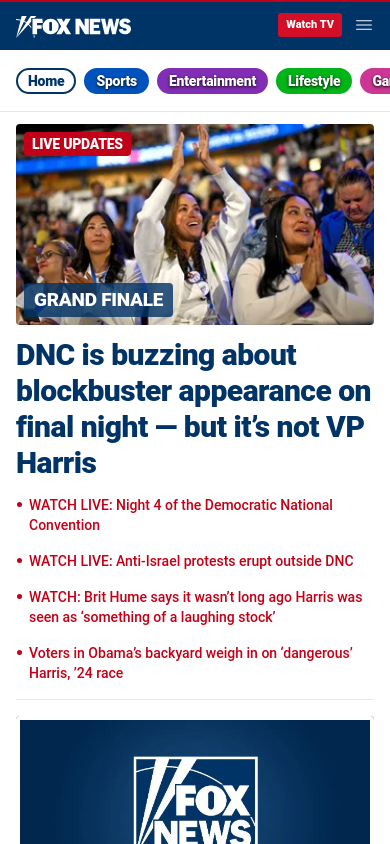 FOX NEWS
Watch TV
Home
Sports
Entertainment
Lifestyle
LIVE UPDATES
GRAND FINALE
DNC is buzzing about
blockbuster appearance on
final night — but it’s not VP
Harris
• WATCH LIVE: Night 4 of the Democratic National
Convention
• WATCH LIVE: Anti-Israel protests erupt outside DNC
• WATCH: Brit Hume says it wasn’t long ago Harris was
seen as ‘something of a laughing stock’
• Voters in Obama’s backyard weigh in on ‘dangerous’
Harris, ’24 race
FOX
NEWS